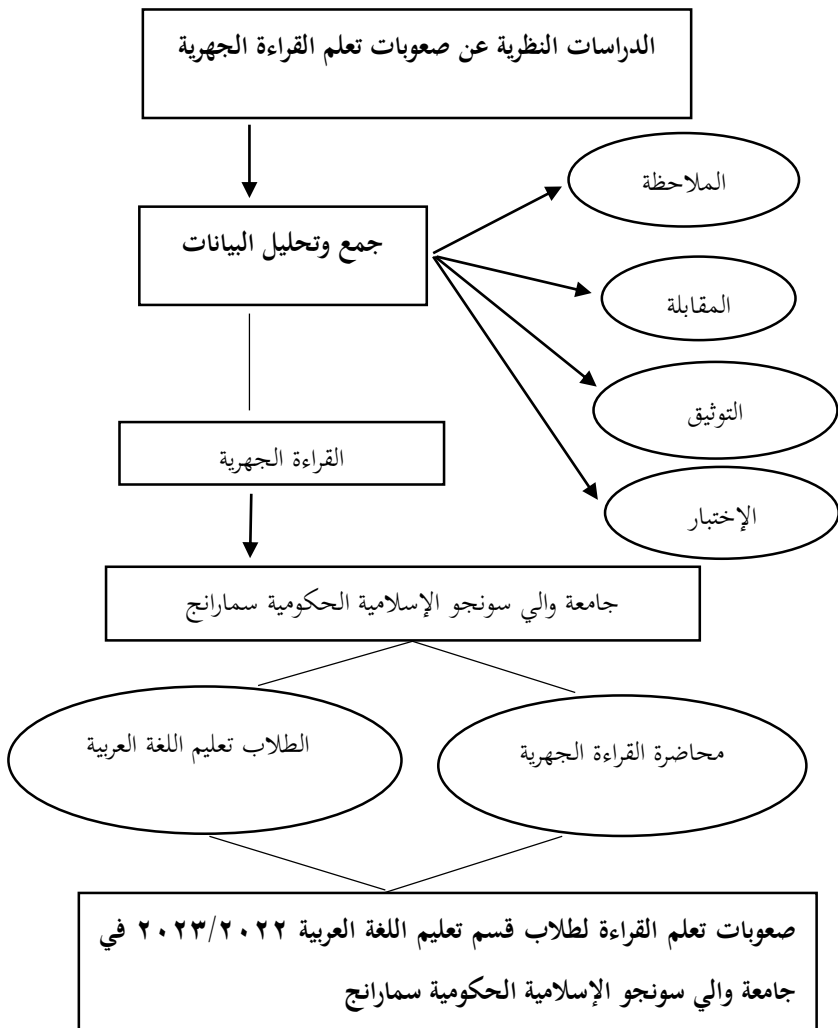 الدراسات النظرية عن صعوبات تعلم القراءة الجهرية
الملاحظة
جمع وتحليل البيانات
المقابلة
التوثيق
القراءة الجهرية
الإختبار
جامعة والي سونجو الإسلامية الحكومية سمارانج
محاضرة القراءة الجهرية
الطلاب تعليم اللغة العربية
صعوبات تعلم القراءة لطلاب قسم تعليم اللغة العربية ٢٠٢٣/٢٠٢٢ في
جامعة والي سونجو الإسلامية الحكومية سمارانج